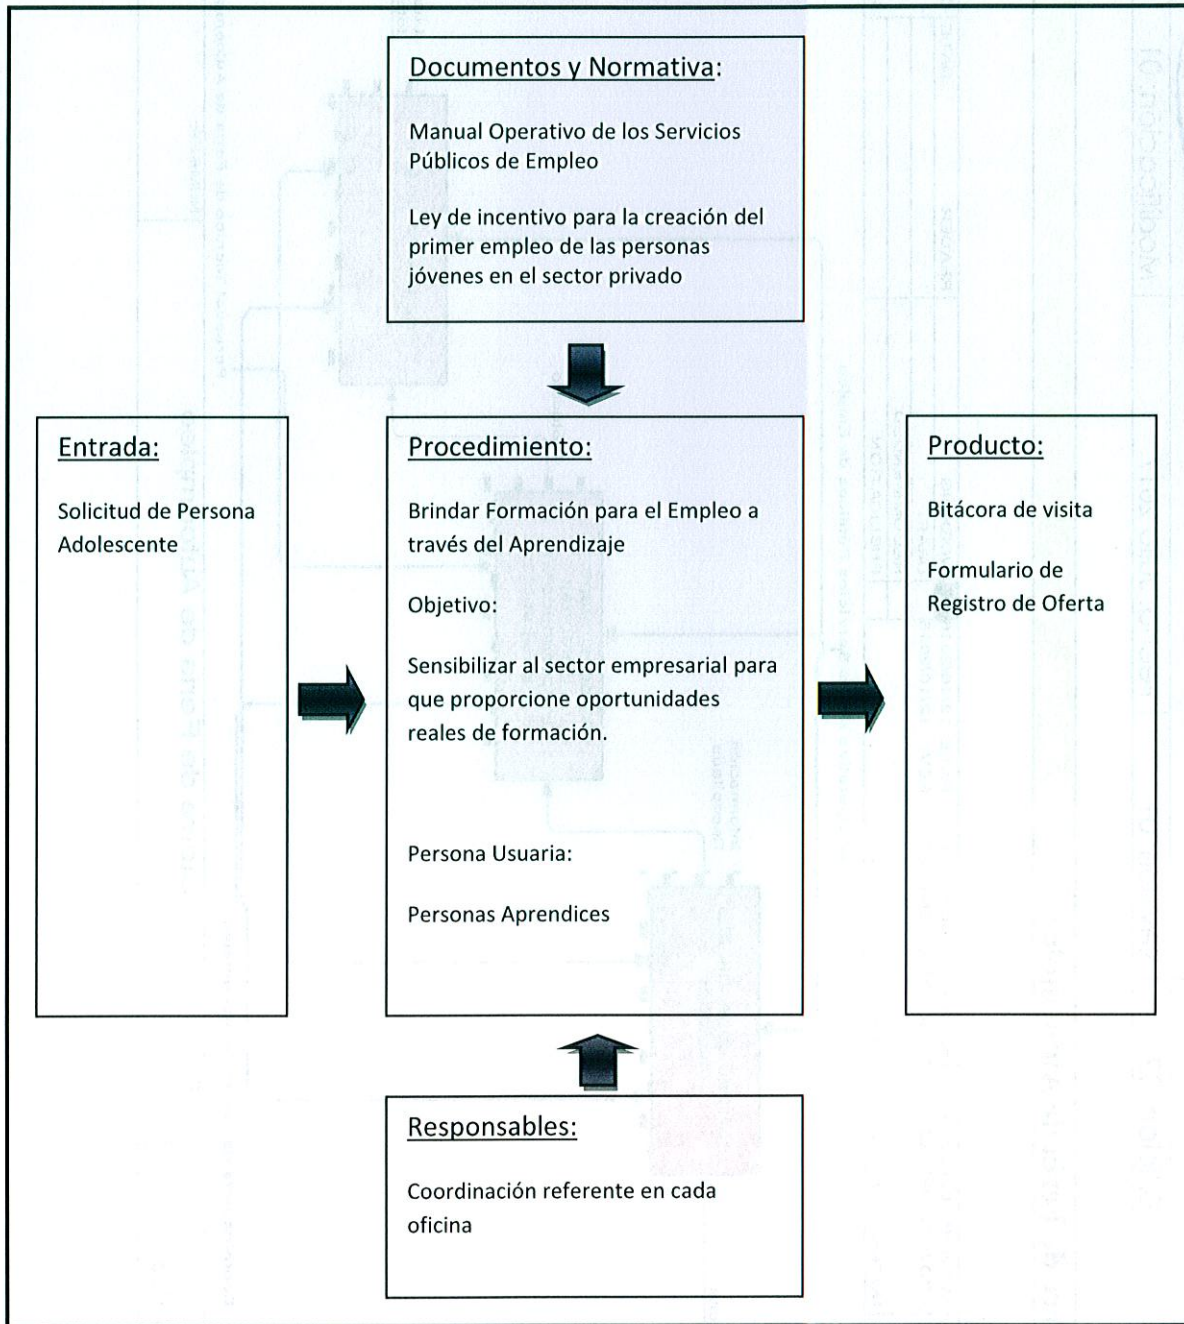 Documentos y Normativa:
Manual Operativo de los Servicios
Públicos de Empleo
Ley de incentivo para la creación del
primer empleo de las personas
jóvenes en el sector privado
Entrada:
Solicitud de Persona
Adolescente
Procedimiento:
Brindar Formación para el Empleo a
través del Aprendizaje
Objetivo:
Sensibilizar al sector empresarial para
que proporcione oportunidades
reales de formación.
Persona Usuaria:
Personas Aprendices
Producto:
Bitácora de visita
Formulario de
Registro de Oferta
Responsables:
Coordinación referente en cada
oficina